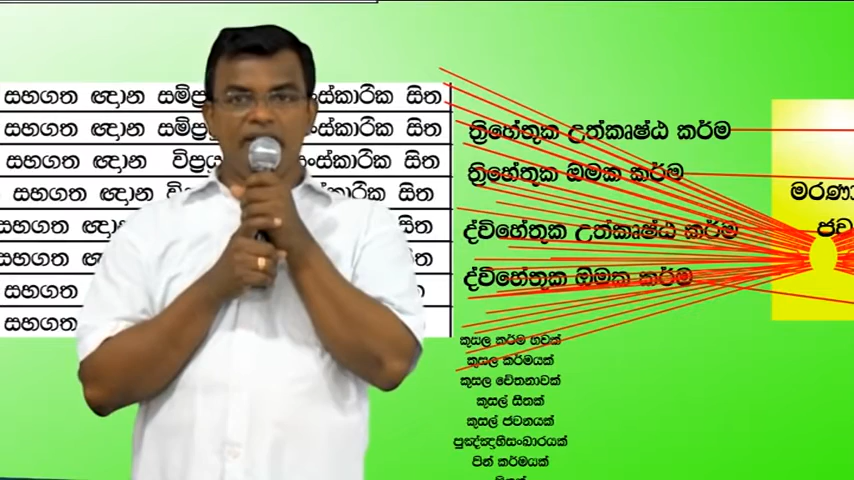 සහගත ඥාන සම්ප්‍ර සංස්කාරික සිත
සහගත ඥාන සම්ප්‍ර සංස්කාරික සිත
සහගත ඥාන විප්‍රයු සංස්කාරික සිත
සහගත ඥාන වි ස්කාරික සිත
සහගත ඥා සිත
සහගත ඥ සිත
සහගත ත
සහගත
ත්‍රිහේතුක උත්කෘෂ්ඨ කර්ම
ත්‍රිහේතුක ඕමක කර්ම
ද්විහේතුක උත්කෘෂ්ඨ කර්ම
ද්විහේතුක ඕමක කර්ම
කුසල කර්ම භවක්
කුසල කර්මයක්
කුසල චේතනාවක්
කුසල් සිතක්
කුසල් ජවනයක්
පුඤ්ඤාභිසංඛාරයක්
පින් කර්මයක්
මරණා
ජව